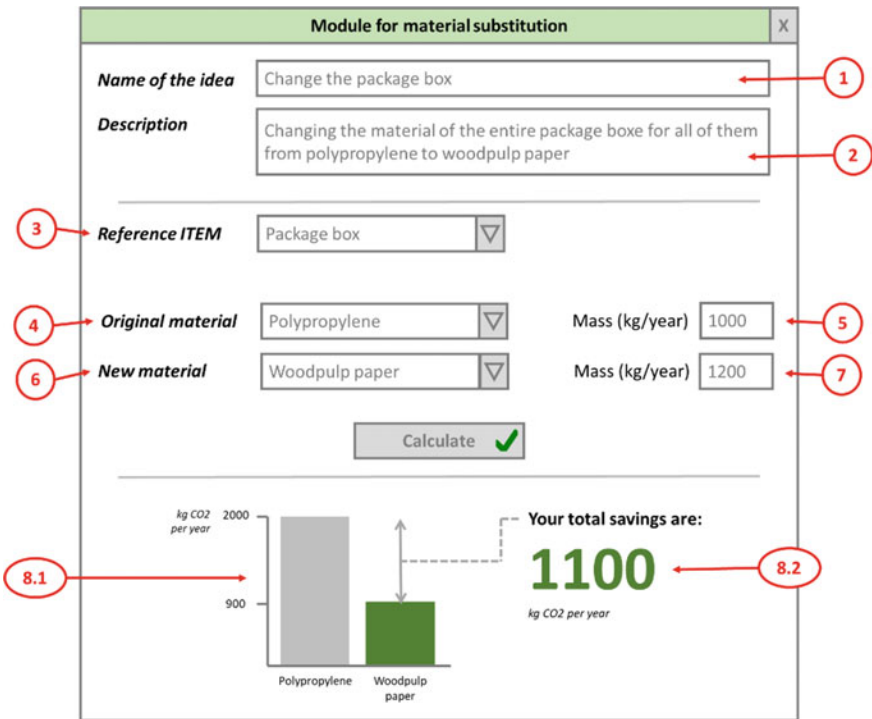 Module for material substitution
X
Name of the idea
Change the package box
1
Description
Changing the material of the entire package boxe for all of them
from polypropylene to woodpulp paper
2
3
Reference ITEM
Package box
4
Original material
Polypropylene
Mass (kg/year)
1000
5
6
New material
Woodpulp paper
Mass (kg/year)
1200
7
Calculate
kg CO2
per year
2000
900
8.1
Polypropylene
Woodpulp
paper
Your total savings are:
1100
kg CO2 per year
8.2